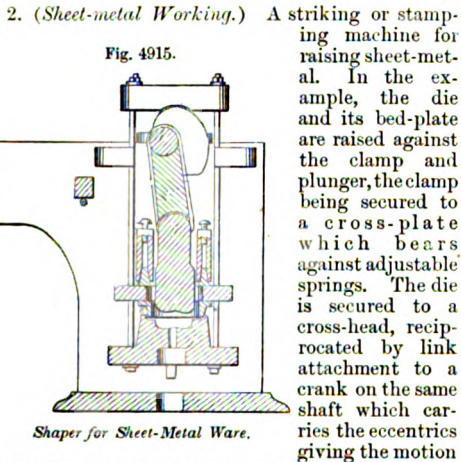 2. (Sheet-metal Working.) A striking or stamp-
ing machine for
raising sheet-met-
al. In the ex-
ample, the die
and its bed-plate
are raised against
the clamp and
plunger, the clamp
being secured to
a cross-plate
which bears
against adjustable
springs. The die
is secured to a
cross-head, recip-
rocated by link
attachment to a
crank on the same
shaft which car-
ries the eccentrics
giving the motion
Fig. 4915.
Shaper for Sheet-Metal Ware.